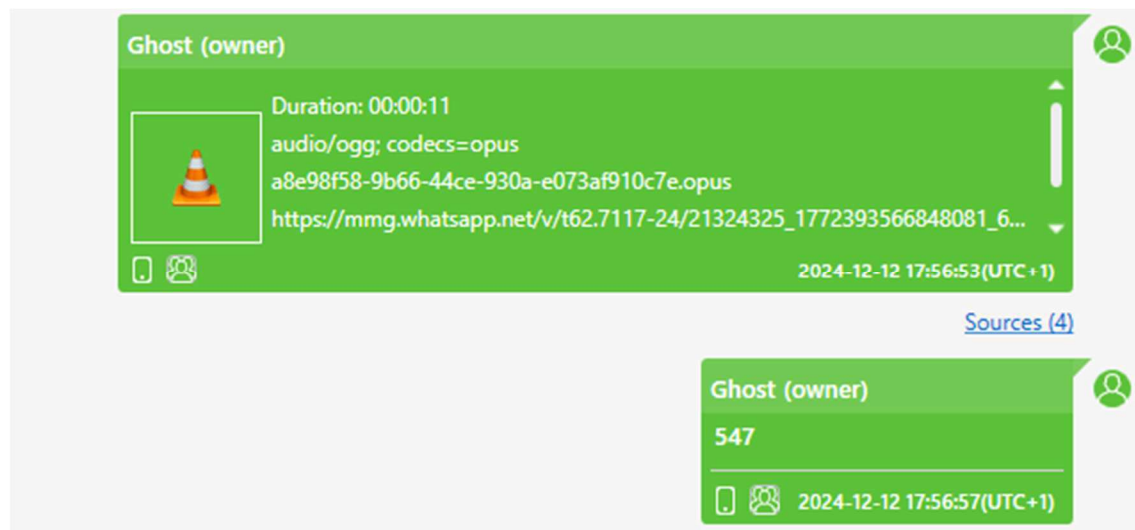 Ghost (owner)
Duration: 00:00:11
audio/ogg; codecs=opus
a8e98f58-9b66-44ce-930a-e073af910c7e.opus
https://mmg.whatsapp.net/v/t62.7117-24/21324325_1772393566848081_6...
2024-12-12 17:56:53(UTC+1)
Sources (4)
Ghost (owner)
547
2024-12-12 17:56:57(UTC+1)